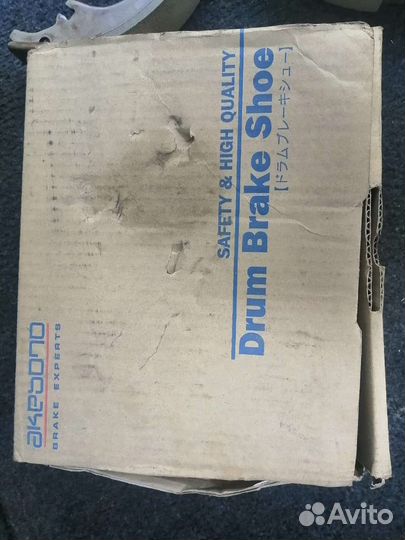 akebono
BRAKE EXPERTS
SAFETY & HIGH QUALITY
Drum Brake Shoe
【ドラムブレーキシュー】
Avito